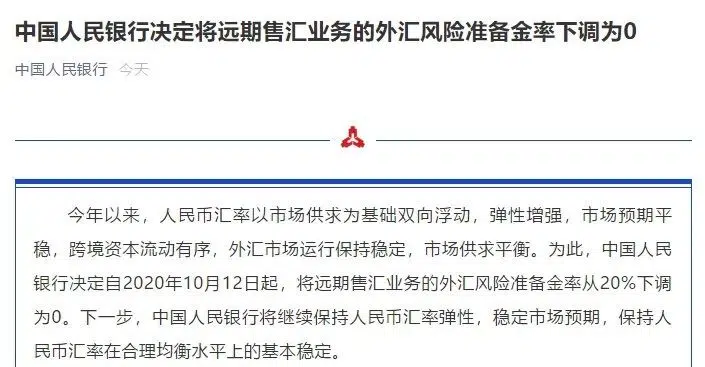 中国人民银行决定将远期售汇业务的外汇风险准备金率下调为0
中国人民银行 今天
今年以来，人民币汇率以市场供求为基础双向浮动，弹性增强，市场预期平
稳，跨境资本流动有序，外汇市场运行保持稳定，市场供求平衡。为此，中国人民
银行决定自2020年10月12日起，将远期售汇业务的外汇风险准备金率从20%下调
为0。下一步，中国人民银行将继续保持人民币汇率弹性，稳定市场预期，保持人
民币汇率在合理均衡水平上的基本稳定。